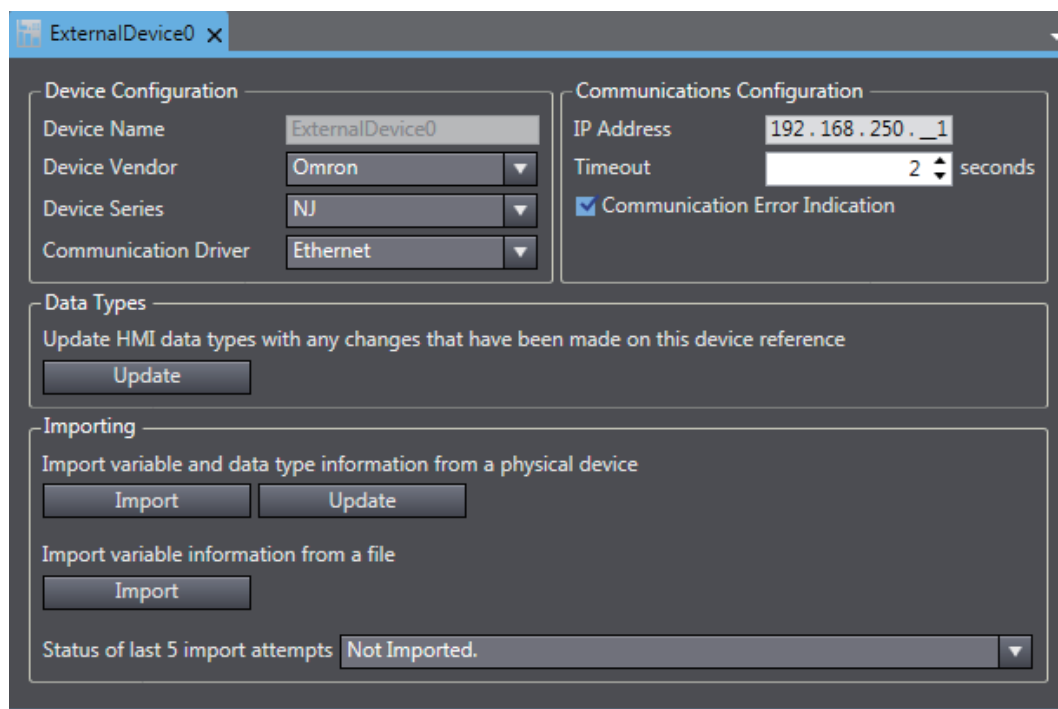 ExternalDevice0
Device Configuration
Device Name ExternalDevice0
Device Vendor Omron
Device Series NJ
Communication Driver Ethernet
Communications Configuration
IP Address 192.168.250.__1
Timeout 2 seconds
Communication Error Indication
Data Types
Update HMI data types with any changes that have been made on this device reference
Update
Importing
Import variable and data type information from a physical device
Import Update
Import variable information from a file
Import
Status of last 5 import attempts Not Imported.